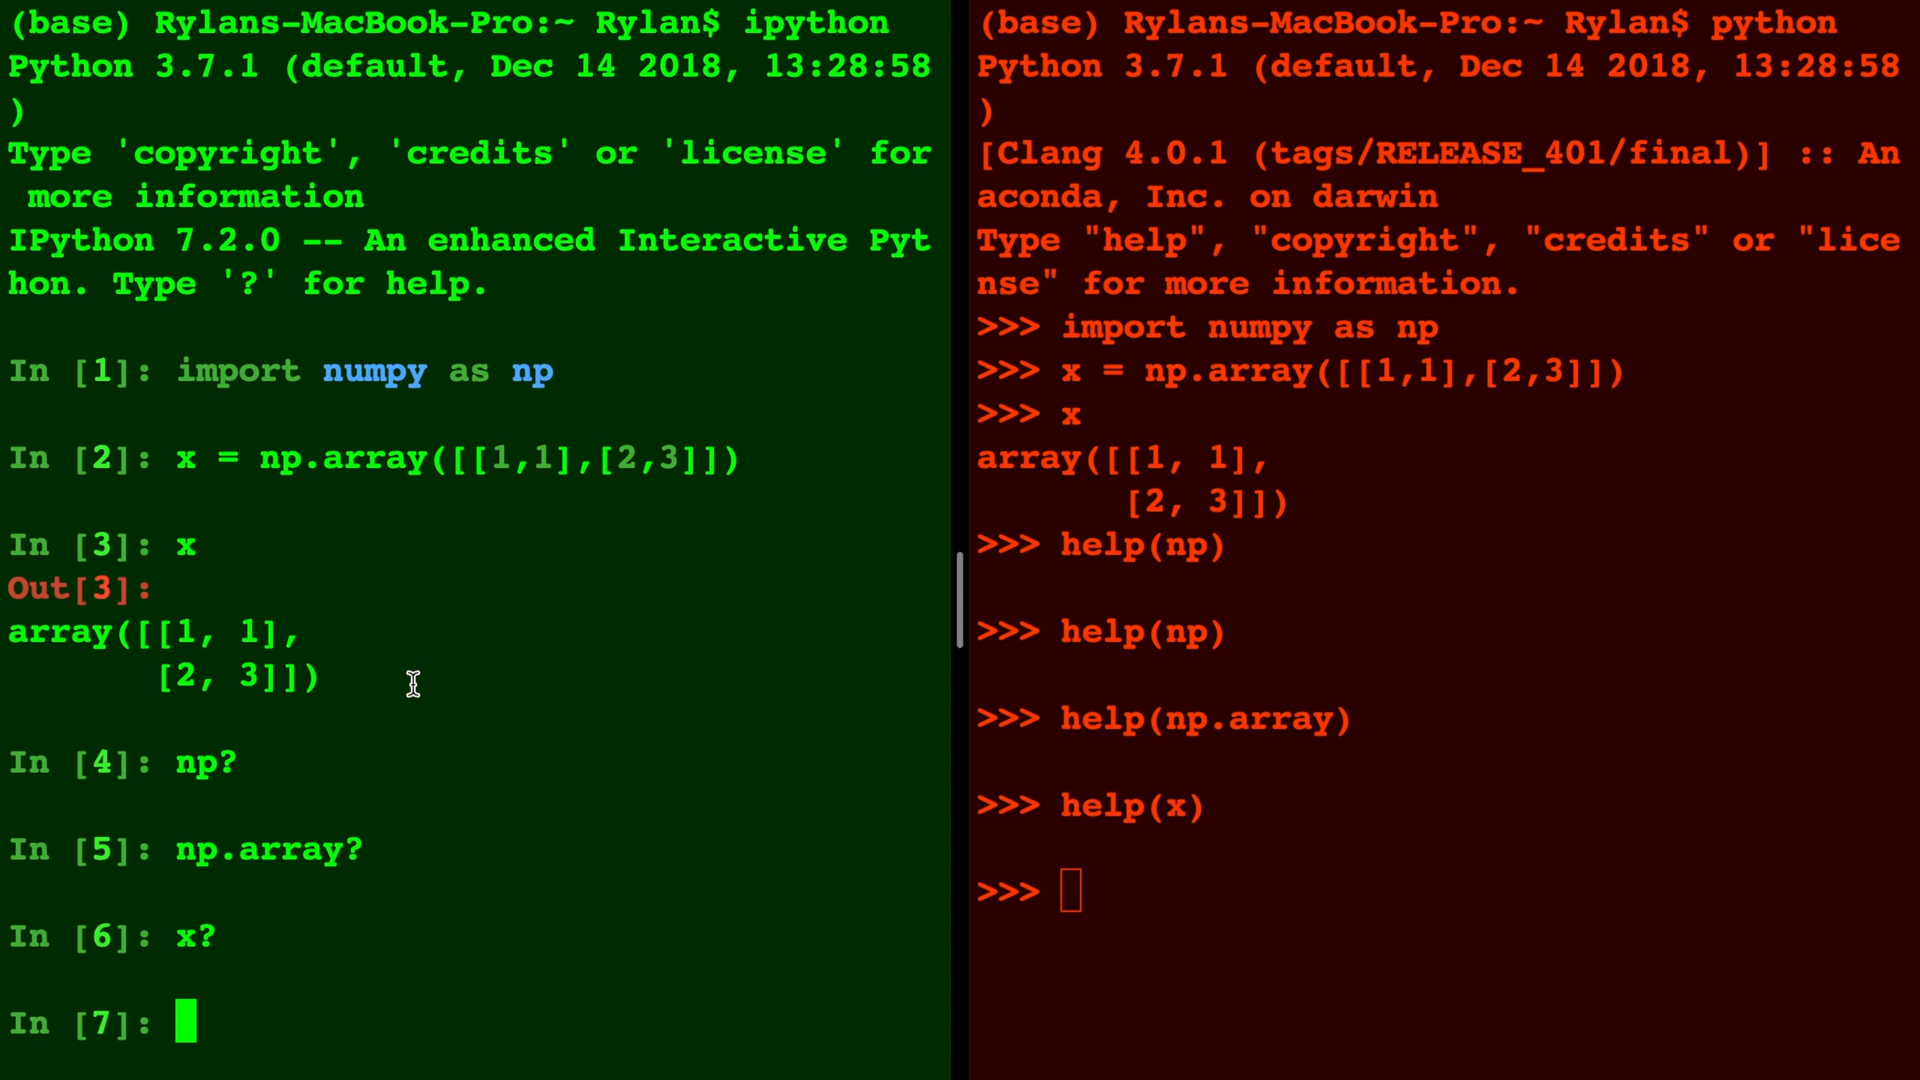 (base) Rylans-MacBook-Pro:~ Rylan$ ipython
Python 3.7.1 (default, Dec 14 2018, 13:28:58
)
Type 'copyright', 'credits' or 'license' for
 more information
IPython 7.2.0 -- An enhanced Interactive Pyt
hon. Type '?' for help.
In [1]: import numpy as np
In [2]: x = np.array([[1,1],[2,3]])
In [3]: x
Out[3]:
array([[1, 1],
       [2, 3]])
In [4]: np?
In [5]: np.array?
In [6]: x?
In [7]:
(base) Rylans-MacBook-Pro:~ Rylan$ python
Python 3.7.1 (default, Dec 14 2018, 13:28:58
)
[Clang 4.0.1 (tags/RELEASE_401/final)] :: An
aconda, Inc. on darwin
Type "help", "copyright", "credits" or "lice
nse" for more information.
>>> import numpy as np
>>> x = np.array([[1,1],[2,3]])
>>> x
array([[1, 1],
       [2, 3]])
>>> help(np)
>>> help(np)
>>> help(np.array)
>>> help(x)
>>>